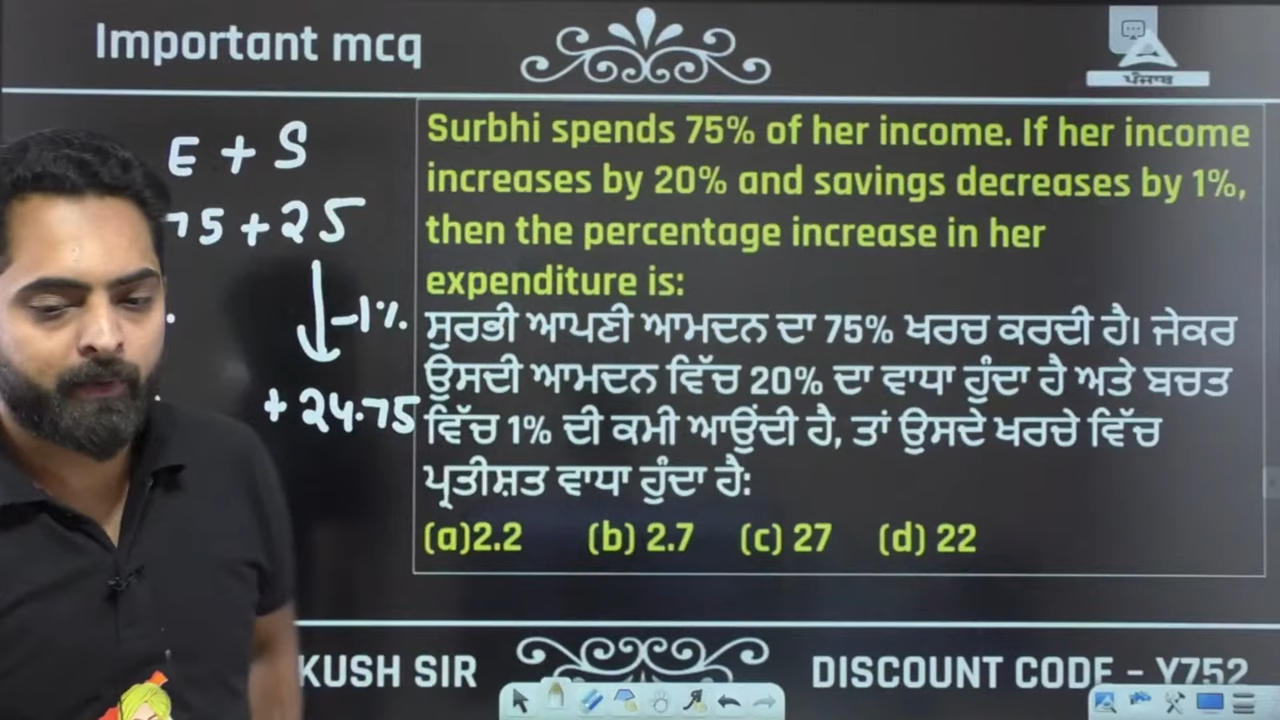 Important mcq
ਪੰਜਾਬ
E + S
75 + 25
-1%
+ 24.75
Surbhi spends 75% of her income. If her income
increases by 20% and savings decreases by 1%,
then the percentage increase in her
expenditure is:
ਸੁਰਭੀ ਆਪਣੀ ਆਮਦਨ ਦਾ 75% ਖਰਚ ਕਰਦੀ ਹੈ। ਜੇਕਰ
ਉਸਦੀ ਆਮਦਨ ਵਿੱਚ 20% ਦਾ ਵਾਧਾ ਹੁੰਦਾ ਹੈ ਅਤੇ ਬਚਤ
ਵਿੱਚ 1% ਦੀ ਕਮੀ ਆਉਂਦੀ ਹੈ, ਤਾਂ ਉਸਦੇ ਖਰਚੇ ਵਿੱਚ
ਪ੍ਰਤੀਸ਼ਤ ਵਾਧਾ ਹੁੰਦਾ ਹੈ:
(a)2.2 (b) 2.7 (c) 27 (d) 22
KUSH SIR
DISCOUNT CODE - Y752